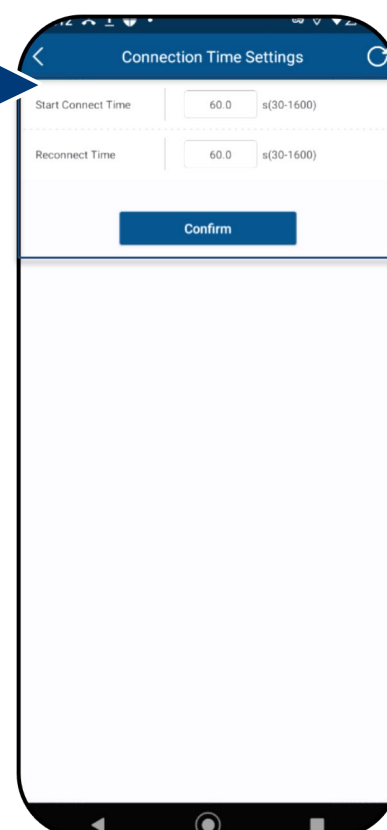 Connection Time Settings
Start Connect Time 60.0 s(30-1600)
Reconnect Time 60.0 s(30-1600)
Confirm